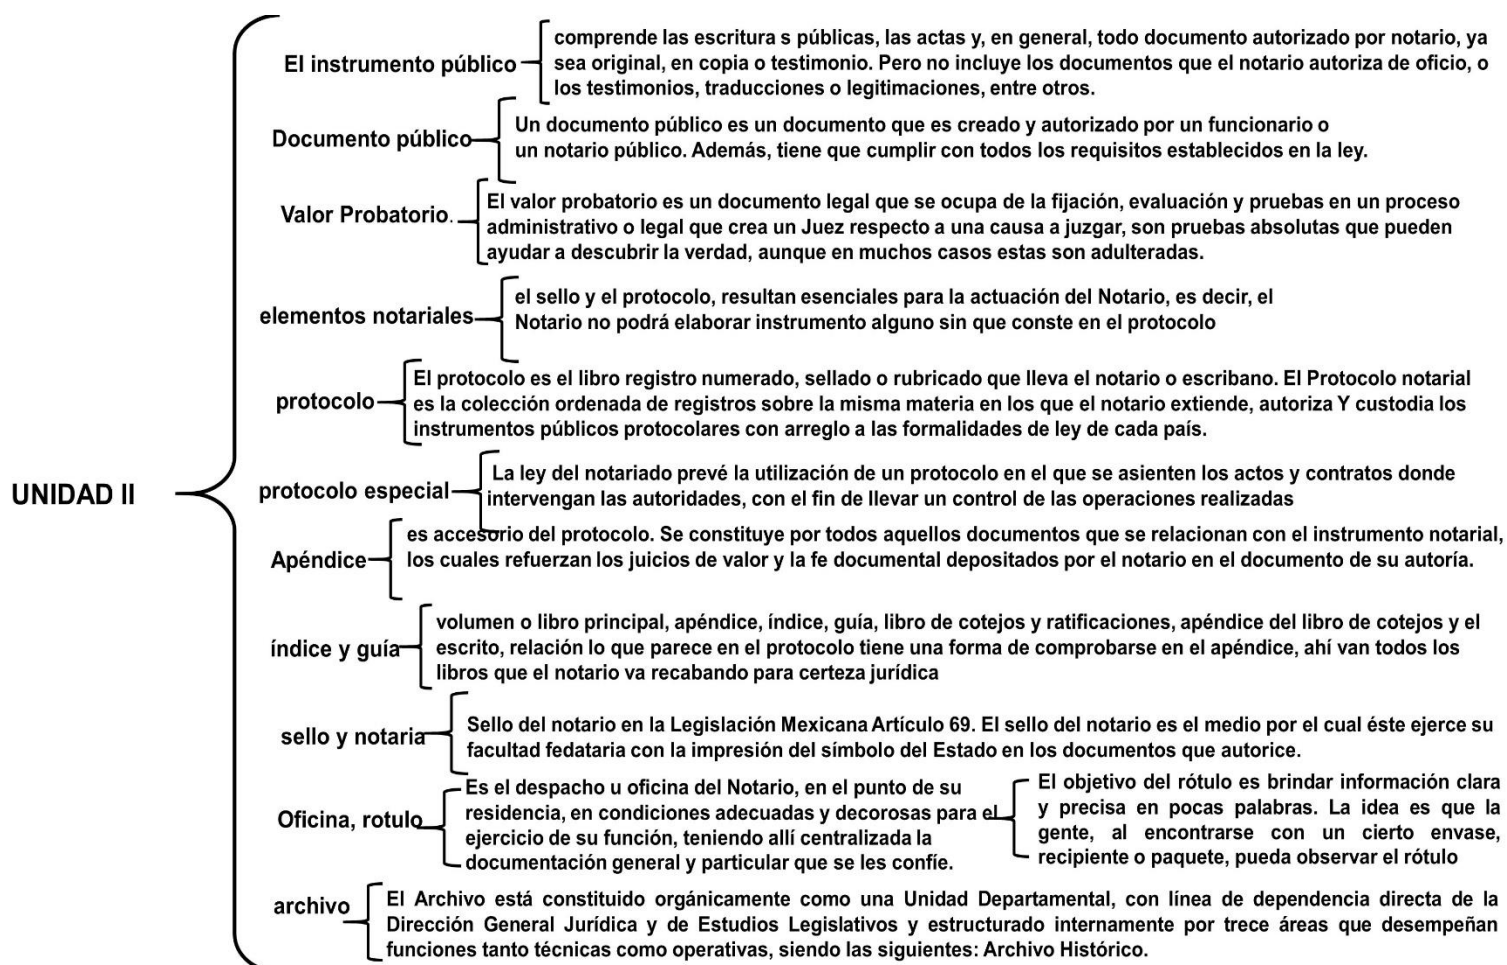 UNIDAD II
El instrumento público
comprende las escritura s públicas, las actas y, en general, todo documento autorizado por notario, ya
sea original, en copia o testimonio. Pero no incluye los documentos que el notario autoriza de oficio, o
los testimonios, traducciones o legitimaciones, entre otros.
Documento público
Un documento público es un documento que es creado y autorizado por un funcionario o
un notario público. Además, tiene que cumplir con todos los requisitos establecidos en la ley.
Valor Probatorio.
El valor probatorio es un documento legal que se ocupa de la fijación, evaluación y pruebas en un proceso
administrativo o legal que crea un Juez respecto a una causa a juzgar, son pruebas absolutas que pueden
ayudar a descubrir la verdad, aunque en muchos casos estas son adulteradas.
elementos notariales
el sello y el protocolo, resultan esenciales para la actuación del Notario, es decir, el
Notario no podrá elaborar instrumento alguno sin que conste en el protocolo
protocolo
El protocolo es el libro registro numerado, sellado o rubricado que lleva el notario o escribano. El Protocolo notarial
es la colección ordenada de registros sobre la misma materia en los que el notario extiende, autoriza Y custodia los
instrumentos públicos protocolares con arreglo a las formalidades de ley de cada país.
protocolo especial
La ley del notariado prevé la utilización de un protocolo en el que se asienten los actos y contratos donde
intervengan las autoridades, con el fin de llevar un control de las operaciones realizadas
Apéndice
es accesorio del protocolo. Se constituye por todos aquellos documentos que se relacionan con el instrumento notarial,
los cuales refuerzan los juicios de valor y la fe documental depositados por el notario en el documento de su autoría.
índice y guía
volumen o libro principal, apéndice, índice, guía, libro de cotejos y ratificaciones, apéndice del libro de cotejos y el
escrito, relación lo que parece en el protocolo tiene una forma de comprobarse en el apéndice, ahí van todos los
libros que el notario va recabando para certeza jurídica
sello y notaria
Sello del notario en la Legislación Mexicana Artículo 69. El sello del notario es el medio por el cual éste ejerce su
facultad fedataria con la impresión del símbolo del Estado en los documentos que autorice.
Oficina, rotulo
Es el despacho u oficina del Notario, en el punto de su
residencia, en condiciones adecuadas y decorosas para el
ejercicio de su función, teniendo allí centralizada la
documentación general y particular que se les confíe.
El objetivo del rótulo es brindar información clara
y precisa en pocas palabras. La idea es que la
gente, al encontrarse con un cierto envase,
recipiente o paquete, pueda observar el rótulo
archivo
El Archivo está constituido orgánicamente como una Unidad Departamental, con línea de dependencia directa de la
Dirección General Jurídica y de Estudios Legislativos y estructurado internamente por trece áreas que desempeñan
funciones tanto técnicas como operativas, siendo las siguientes: Archivo Histórico.